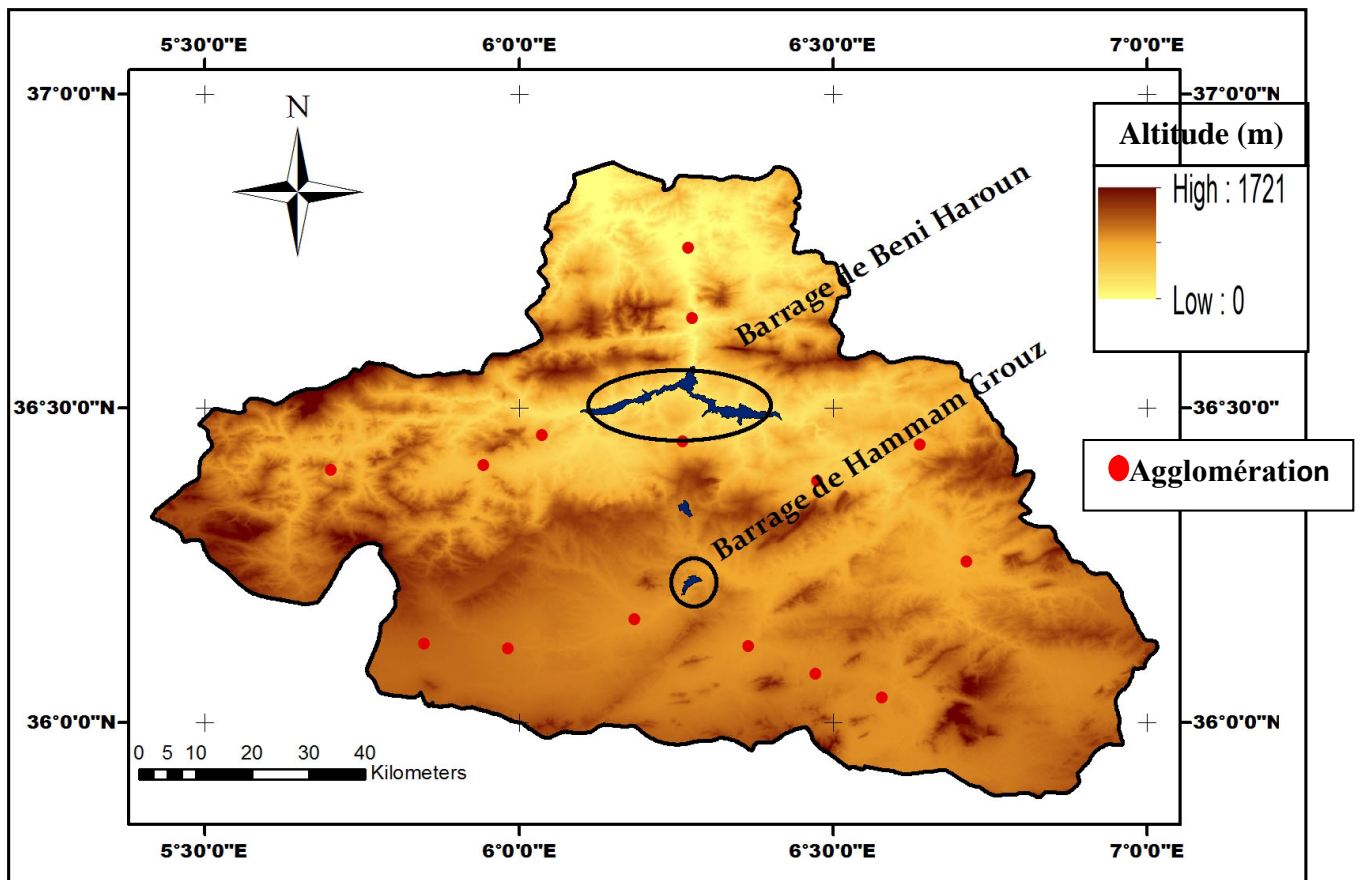 5°30'0"E 6°0'0"E 6°30'0"E 7°0'0"E
37°0'0"N 37°0'0"N
N
Altitude (m)
High : 1721
Low : 0
Barrage de Beni Haroun
Barrage de Hammam Grouz
36°30'0"N 36°30'0"
Agglomération
36°0'0"N 36°0'0"N
0 5 10 20 30 40
Kilometers
5°30'0"E 6°0'0"E 6°30'0"E 7°0'0"E